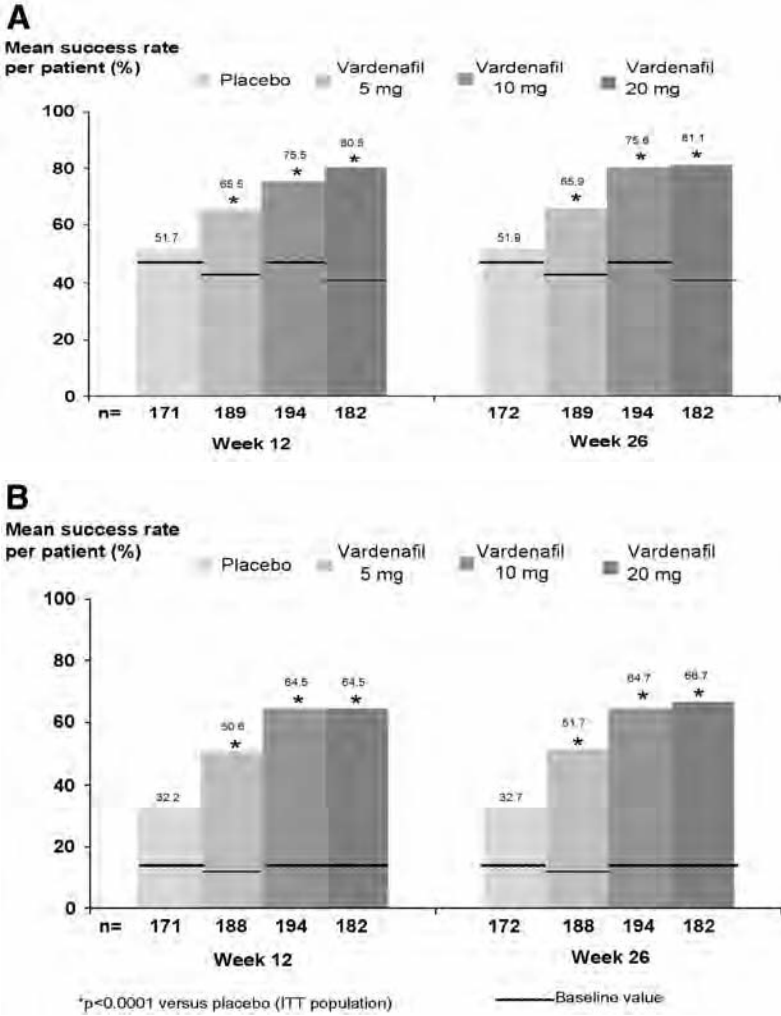 A
Mean success rate
per patient (%)
Placebo
Vardenafil
5 mg
Vardenafil
10 mg
Vardenafil
20 mg
100
80
60
40
20
0
51.7
65.5
*
75.5
*
80.5
*
51.9
65.9
*
75.6
*
81.1
*
n= 171 189 194 182 172 189 194 182
Week 12 Week 26
B
Mean success rate
per patient (%)
Placebo
Vardenafil
5 mg
Vardenafil
10 mg
Vardenafil
20 mg
100
80
60
40
20
0
32.2
50.6
*
64.5
*
64.5
*
32.7
51.7
*
64.7
*
66.7
*
n= 171 188 194 182 172 188 194 182
Week 12 Week 26
*p<0.0001 versus placebo (ITT population) Baseline value